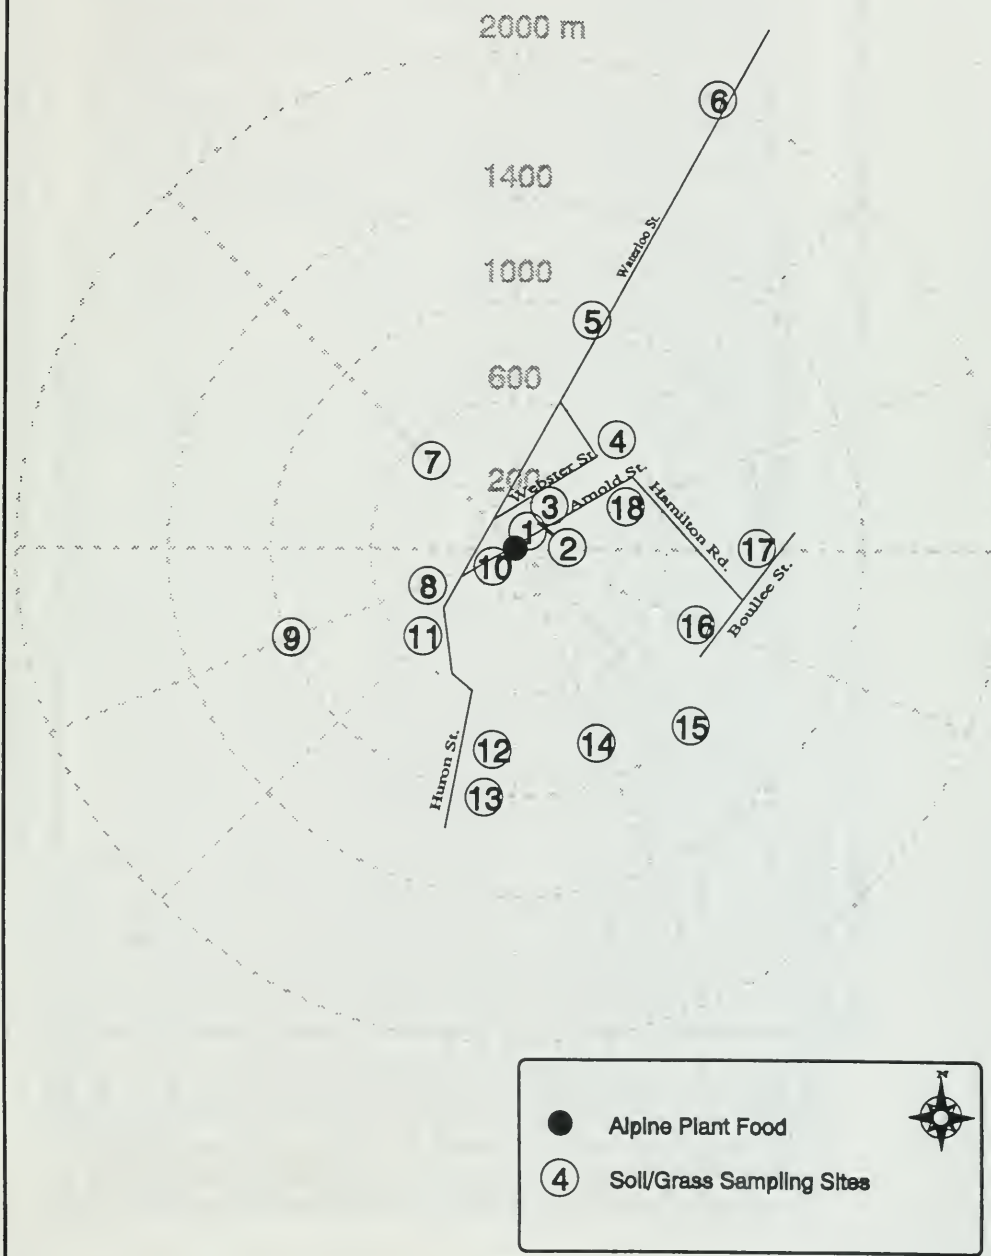 2000 m
6
1400
Waterloo St.
1000
5
600
4
7
Webster St.
200
3
Arnold St.
18
Hamilton Rd.
1
2
17
10
8
Boullee St.
16
9
11
15
14
12
Huron St.
13
N
Alpine Plant Food
4 Soil/Grass Sampling Sites